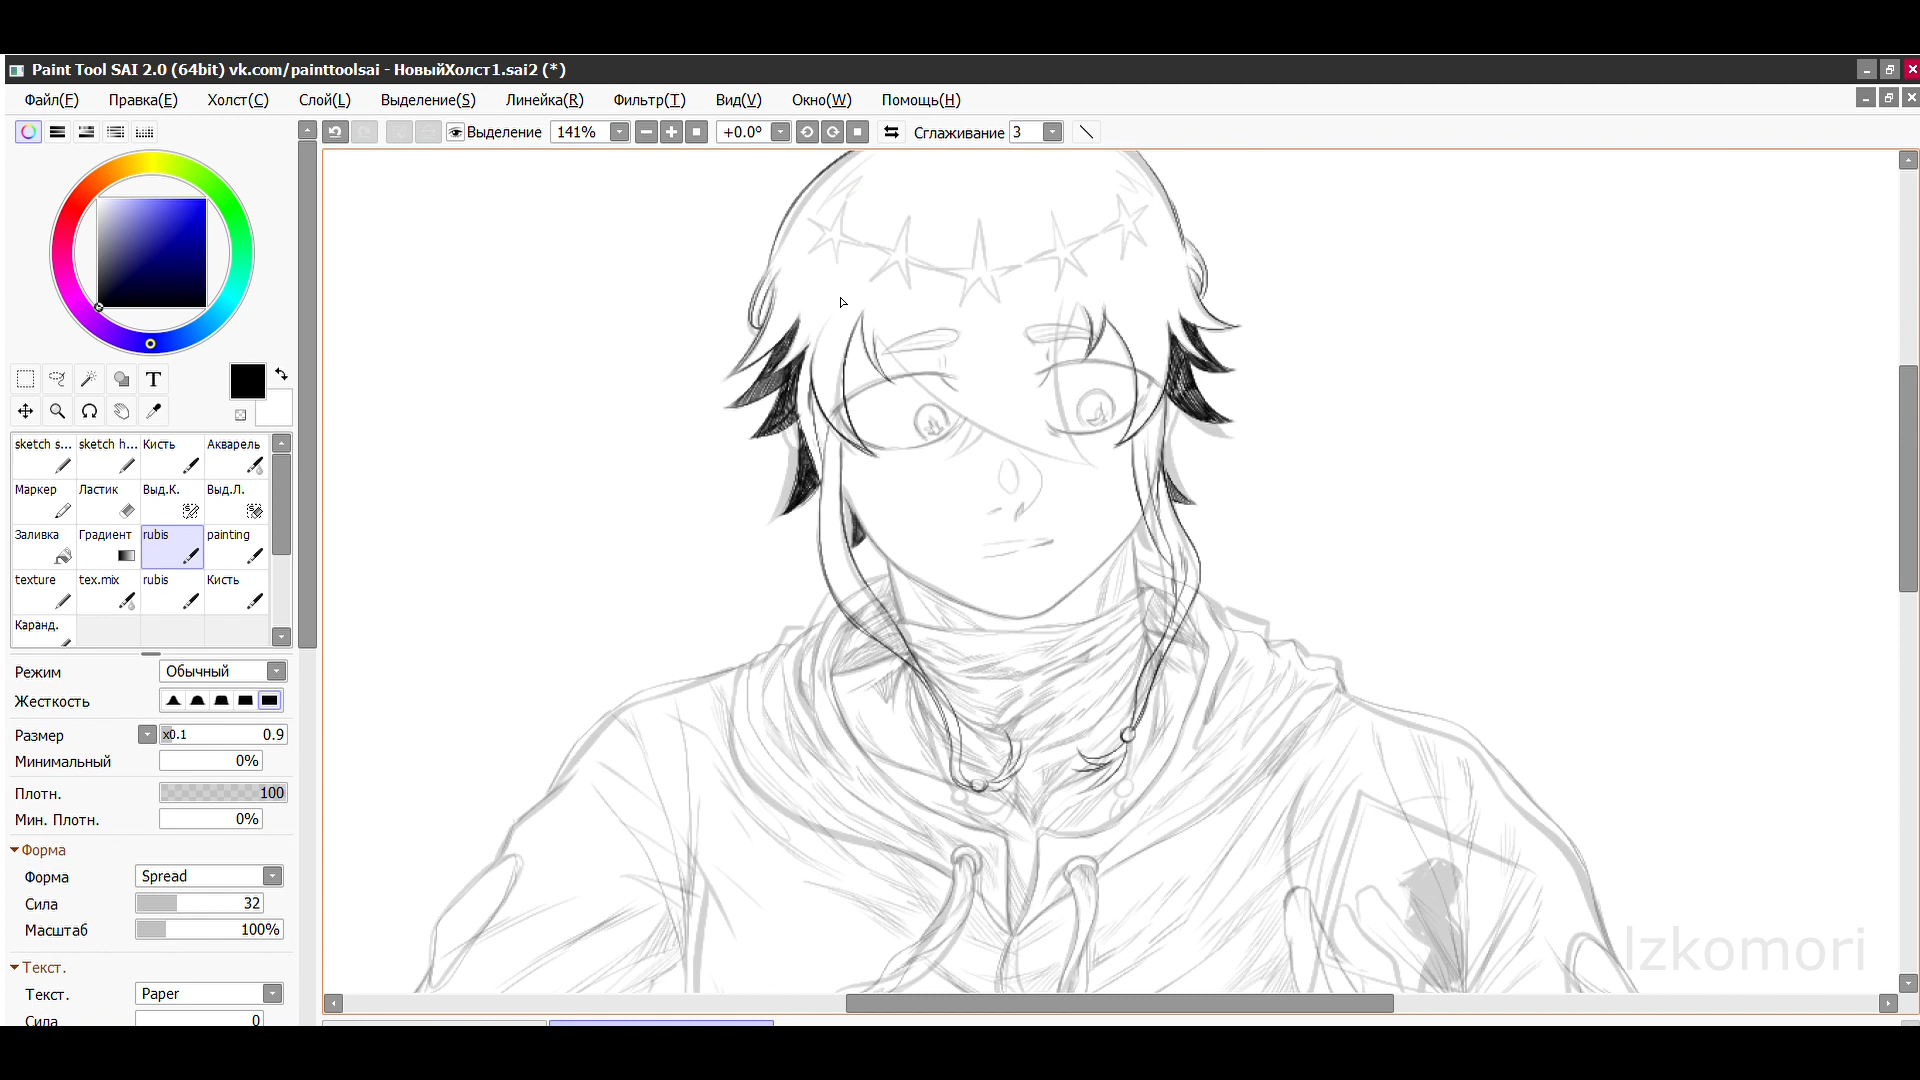 Paint Tool SAI 2.0 (64bit) vk.com/painttoolsai - НовыйХолст1.sai2 (*)
Файл(F) Правка(E) Холст(C) Слой(L) Выделение(S) Линейка(R) Фильтр(T) Вид(V) Окно(W) Помощь(H)
Выделение 141% +0.0º Сглаживание 3
T
sketch s... sketch h... Кисть Акварель
Маркер Ластик Выд.К. Выд.Л.
Заливка Градиент rubis painting
texture tex.mix rubis Кисть
Каранд.
Режим Обычный
Жесткость
Размер x0.1 0.9
Минимальный 0%
Плотн. 100
Мин. Плотн. 0%
Форма
Форма Spread
Сила 32
Масштаб 100%
Текст.
Текст. Paper
Сила 0
lzkomori